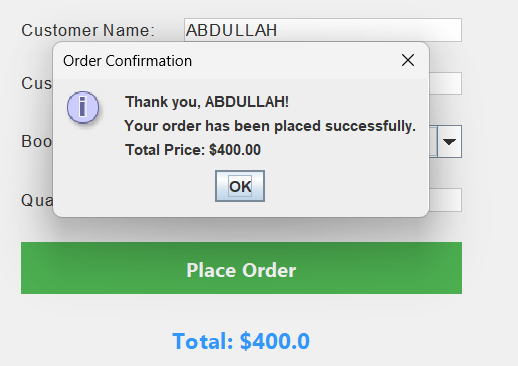 Customer Name: ABDULLAH
Order Confirmation
Cus
Thank you, ABDULLAH!
Your order has been placed successfully.
Boo
Total Price: $400.00
OK
Qua
Place Order
Total: $400.0